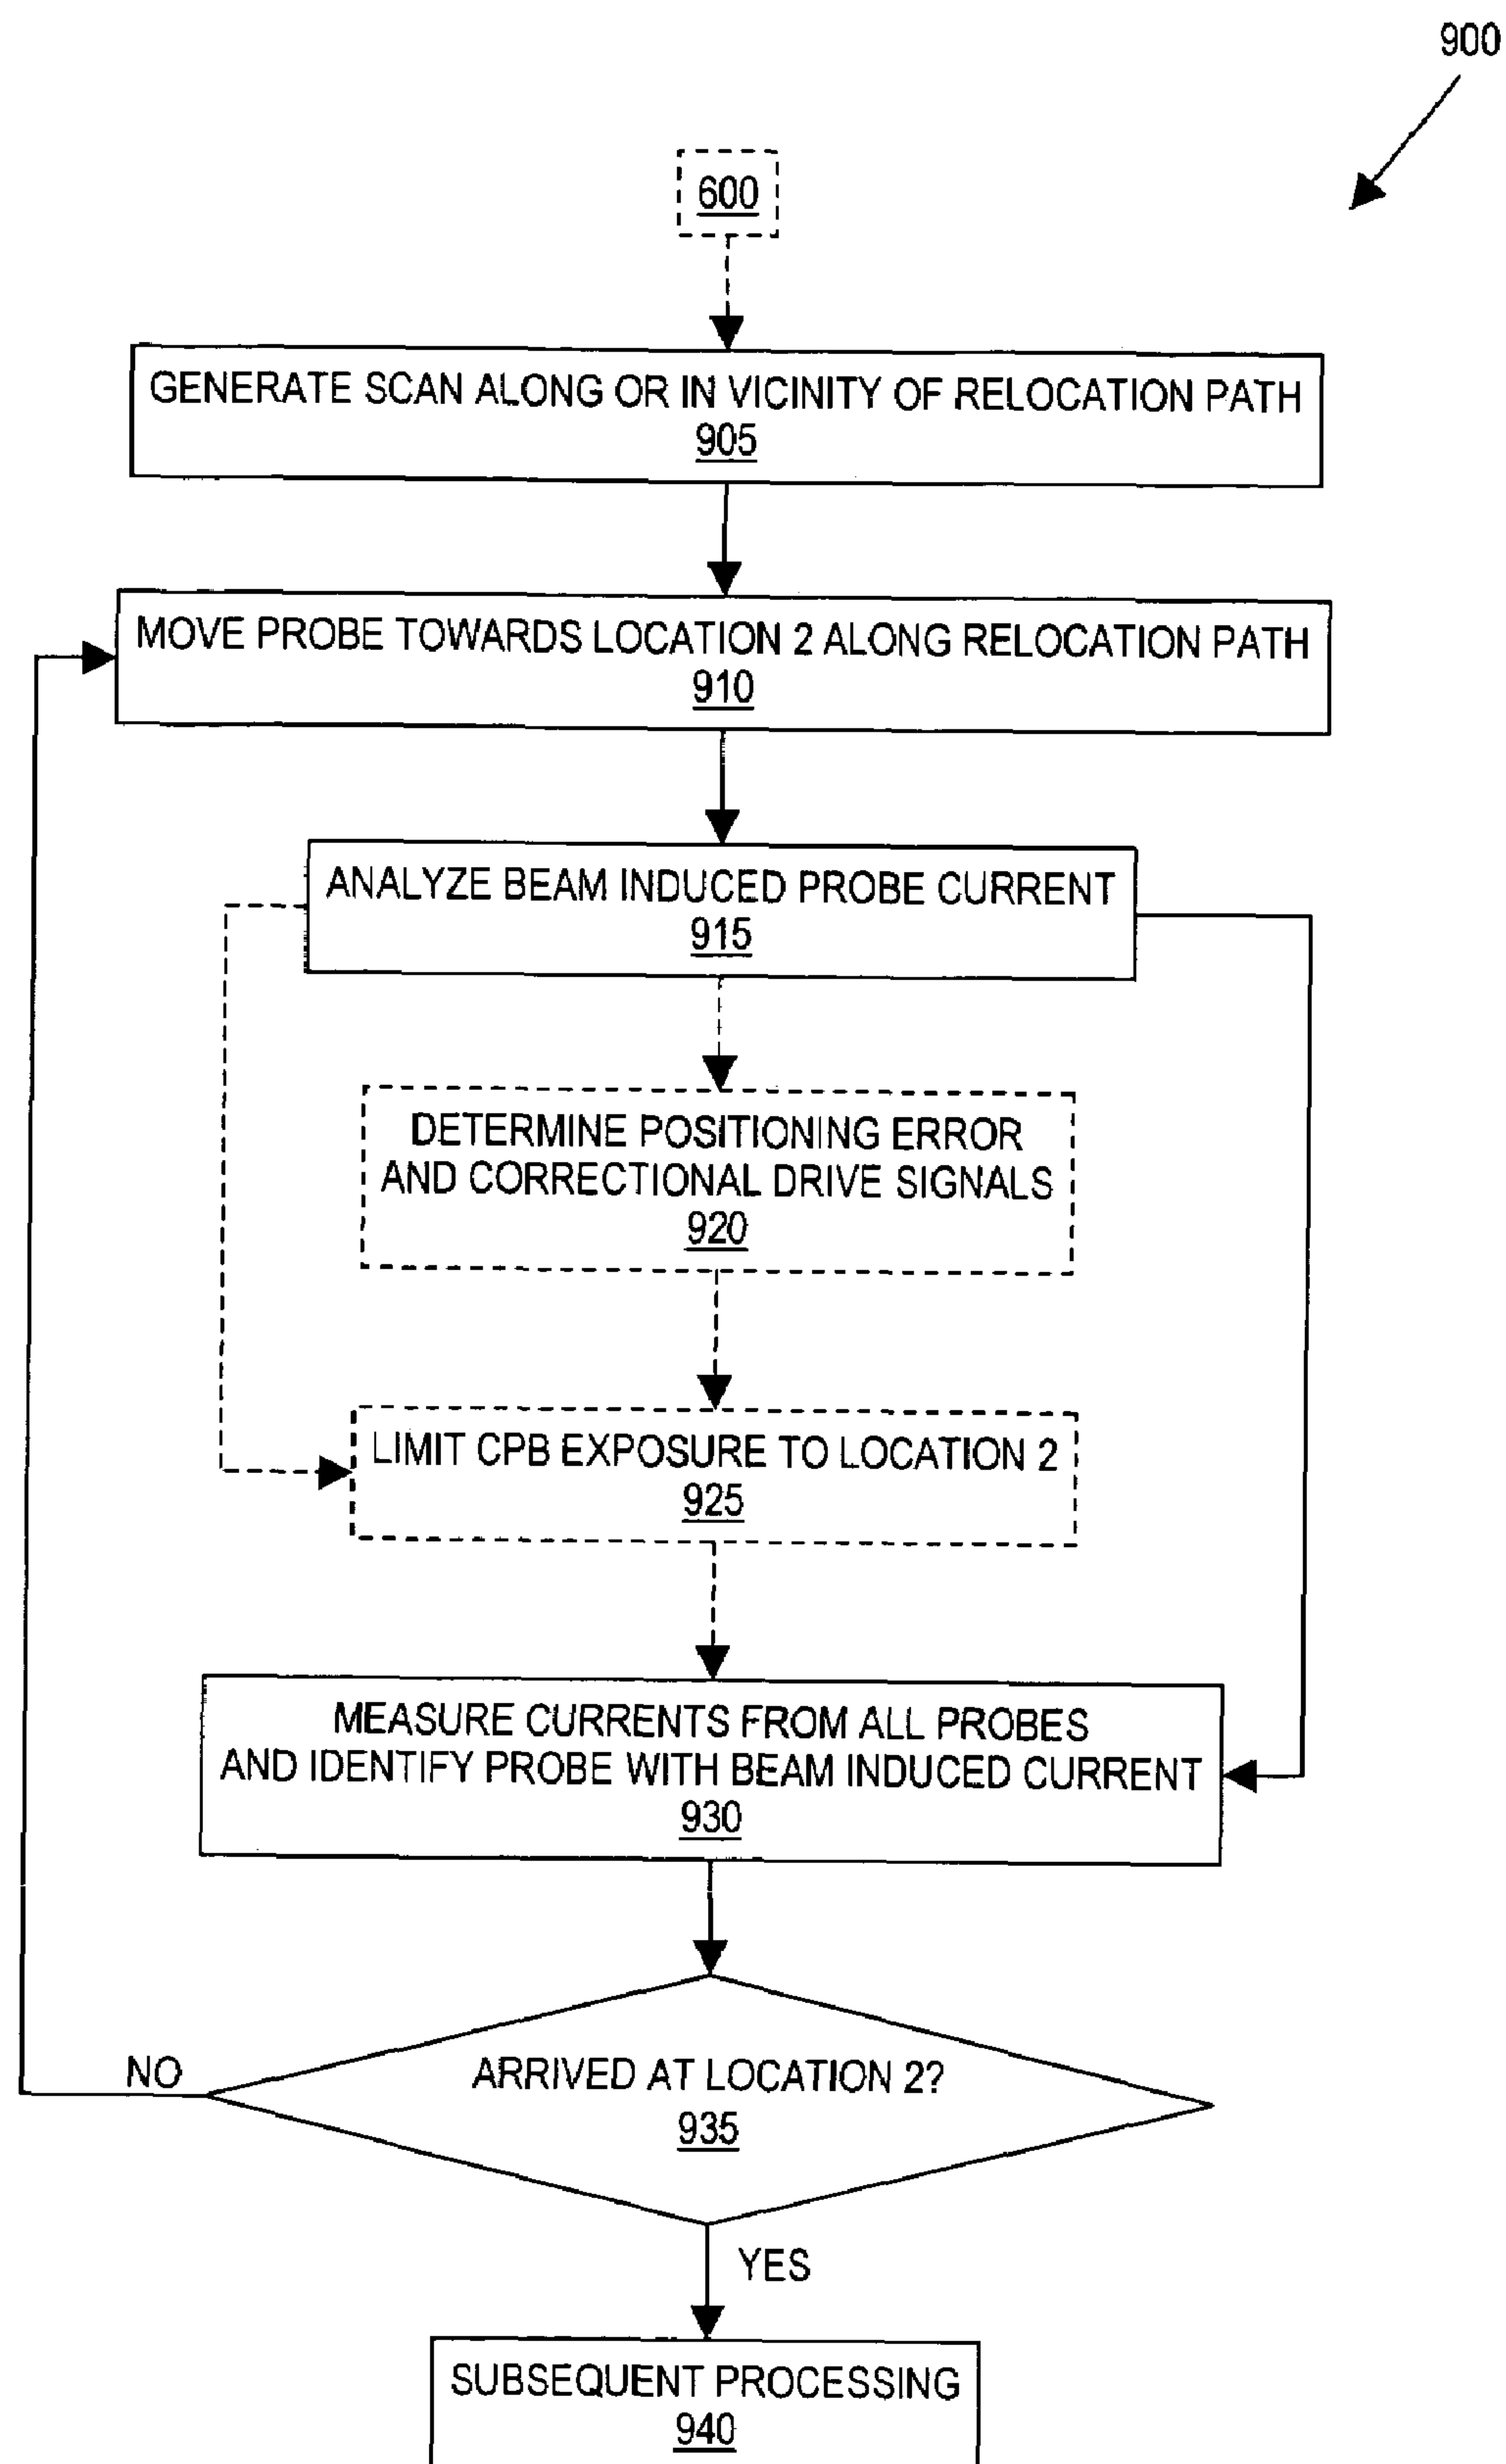 900
600
GENERATE SCAN ALONG OR IN VICINITY OF RELOCATION PATH
905
MOVE PROBE TOWARDS LOCATION 2 ALONG RELOCATION PATH
910
ANALYZE BEAM INDUCED PROBE CURRENT
915
DETERMINE POSITIONING ERROR
AND CORRECTIONAL DRIVE SIGNALS
920
LIMIT CPB EXPOSURE TO LOCATION 2
925
MEASURE CURRENTS FROM ALL PROBES
AND IDENTIFY PROBE WITH BEAM INDUCED CURRENT
930
NO
ARRIVED AT LOCATION 2?
935
YES
SUBSEQUENT PROCESSING
940